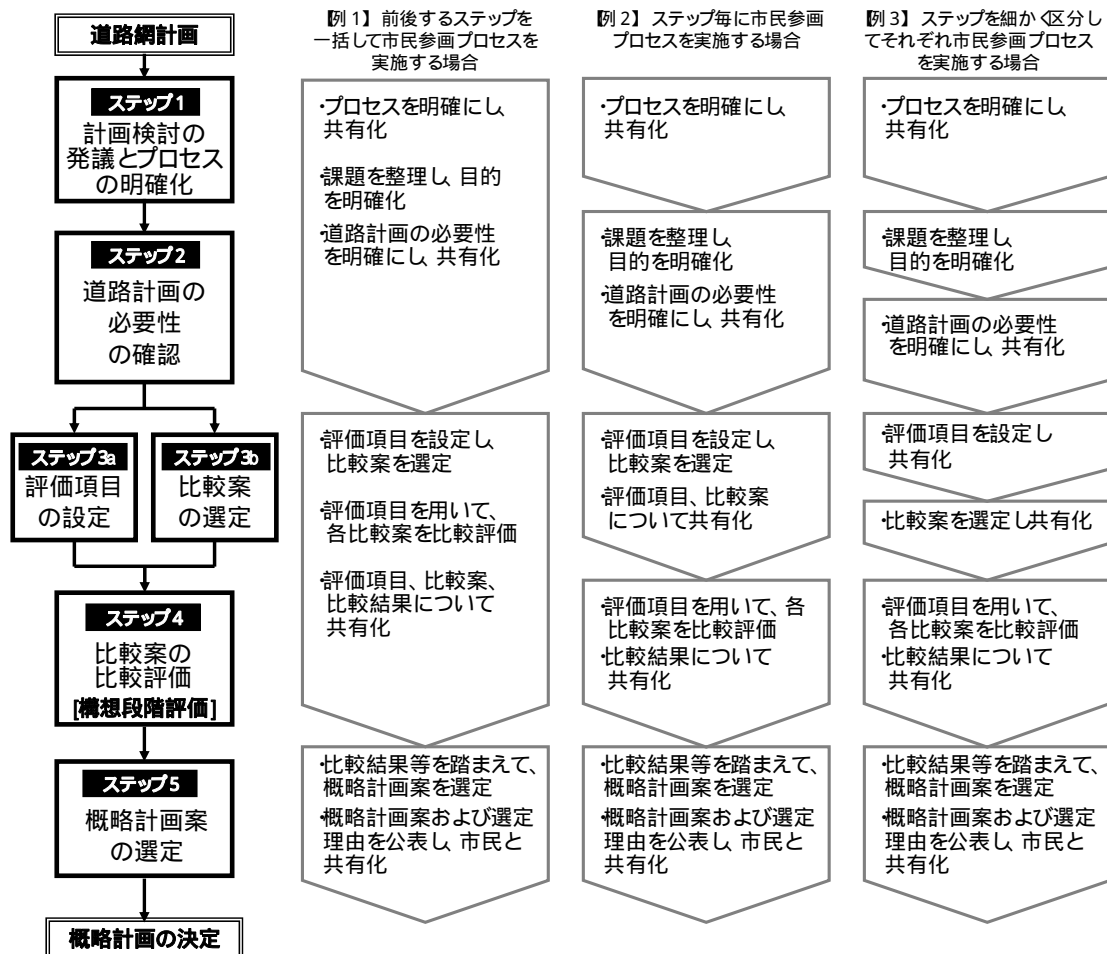 道路網計画
ステップ1
計画検討の
発議とプロセス
の明確化
ステップ2
道路計画の
必要性
の確認
ステップ3a
評価項目
の設定
ステップ3b
比較案
の選定
ステップ4
比較案の
比較評価
[構想段階評価]
ステップ5
概略計画案
の選定
概略計画の決定
【例1】前後するステップを
一括して市民参画プロセスを
実施する場合
・プロセスを明確にし、
共有化
・課題を整理し、目的
を明確化
・道路計画の必要性
を明確にし、共有化
・評価項目を設定し、
比較案を選定
・評価項目を用いて、
各比較案を比較評価
・評価項目、比較案、
比較結果について
共有化
・比較結果等を踏まえて、
概略計画案を選定
・概略計画案および選定
理由を公表し、市民と
共有化
【例2】ステップ毎に市民参画
プロセスを実施する場合
・プロセスを明確にし、
共有化
・課題を整理し、
目的を明確化
・道路計画の必要性
を明確にし、共有化
・評価項目を設定し、
比較案を選定
・評価項目、比較案
について共有化
・評価項目を用いて、各
比較案を比較評価
・比較結果について
共有化
・比較結果等を踏まえて、
概略計画案を選定
・概略計画案および選定
理由を公表し、市民と
共有化
【例3】ステップを細かく区分し
てそれぞれ市民参画プロセス
を実施する場合
・プロセスを明確にし、
共有化
・課題を整理し、
目的を明確化
・道路計画の必要性
を明確にし、共有化
・評価項目を設定し
共有化
・比較案を選定し共有化
・評価項目を用いて、
各比較案を比較評価
・比較結果について
共有化
・比較結果等を踏まえて、
概略計画案を選定
・概略計画案および選定
理由を公表し、市民と
共有化